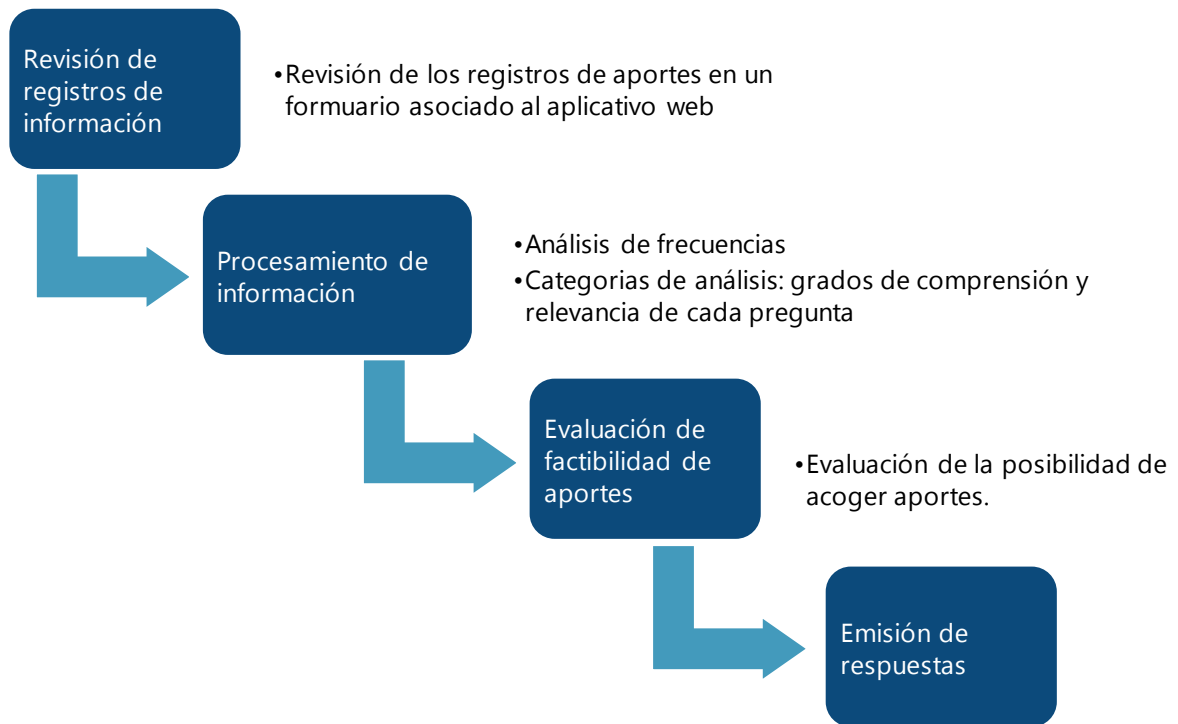 Revisión de
registros de
información
•Revisión de los registros de aportes en un
formuario asociado al aplicativo web
Procesamiento de
información
•Análisis de frecuencias
•Categorias de análisis: grados de comprensión y
relevancia de cada pregunta
Evaluación de
factibilidad de
aportes
•Evaluación de la posibilidad de
acoger aportes.
Emisión de
respuestas